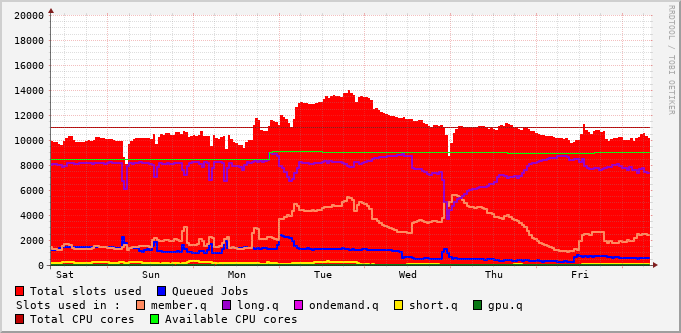 RRDTOOL / TOBI OETIKER
20000
18000
16000
14000
12000
10000
8000
6000
4000
2000
0
Sat Sun Mon Tue Wed Thu Fri
Total slots used Queued Jobs
Slots used in : member.q long.q ondemand.q short.q gpu.q
Total CPU cores Available CPU cores